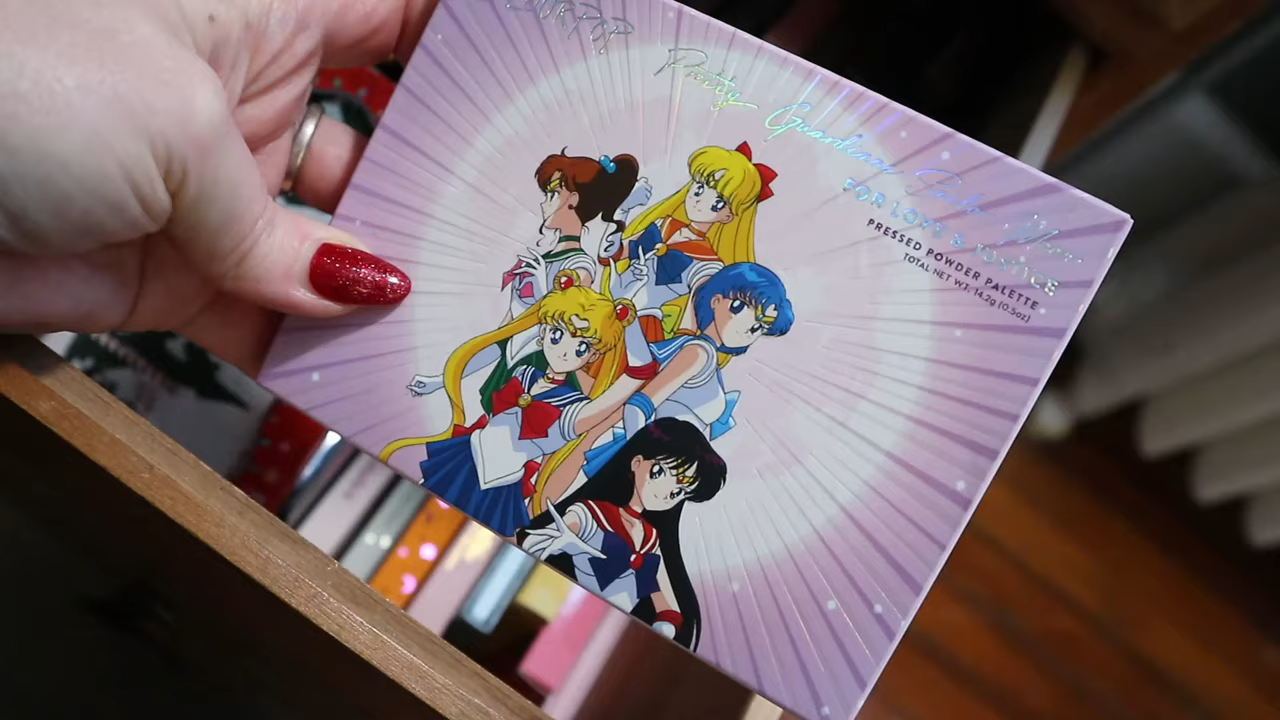 Pretty Guardian Sailor Moon
FOR LOVE & JUSTICE
PRESSED POWDER PALETTE
TOTAL NET WT. 14.2g (0.5oz)